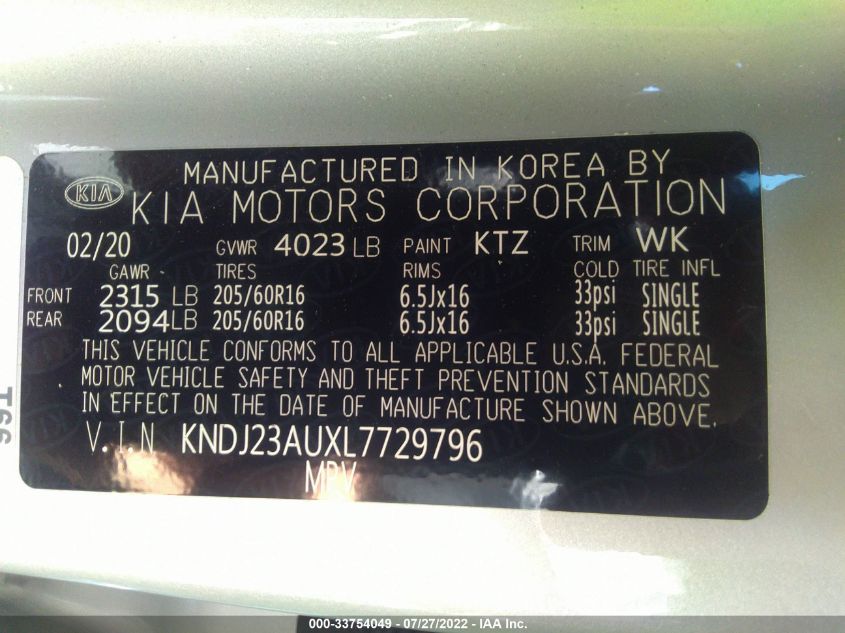 MANUFACTURED IN KOREA BY
KIA KIA MOTORS CORPORATION
02/20 GVWR 4023 LB PAINT KTZ TRIM WK
GAWR TIRES RIMS COLD TIRE INFL
FRONT 2315 LB 205/60R16 6.5Jx16 33psi SINGLE
REAR 2094 LB 205/60R16 6.5Jx16 33psi SINGLE
THIS VEHICLE CONFORMS TO ALL APPLICABLE U.S.A. FEDERAL
MOTOR VEHICLE SAFETY AND THEFT PREVENTION STANDARDS
IN EFFECT ON THE DATE OF MANUFACTURE SHOWN ABOVE.
V.I.N KNDJ23AUXL7729796
MPV
000-33754049 - 07/27/2022 - IAA Inc.